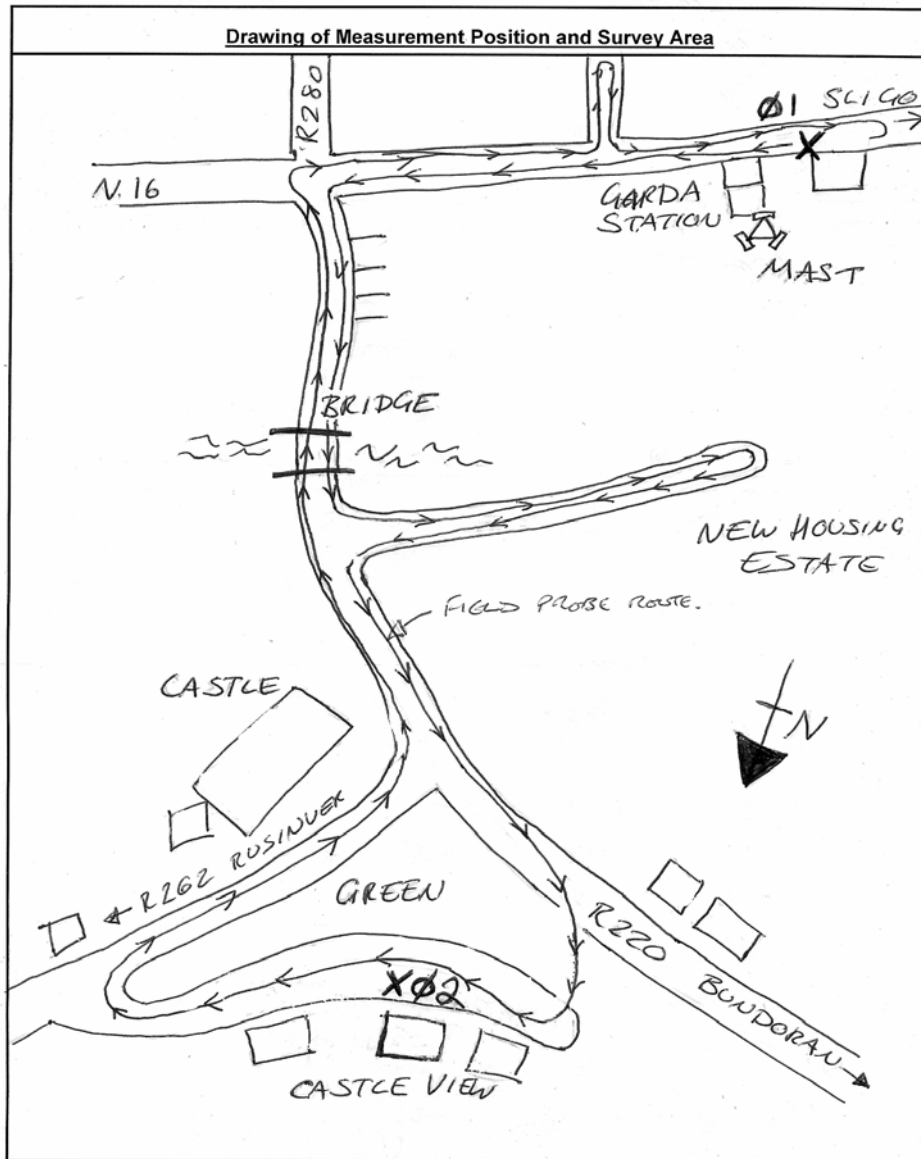 Drawing of Measurement Position and Survey Area
R280
Ø1 SLIGO
X
N.16
GARDA
STATION
MAST
BRIDGE
NEW HOUSING
ESTATE
FIELD PROBE ROUTE.
CASTLE
N
R262 ROSINVER
GREEN
R220 BUNDORAN
XØ2
CASTLE VIEW